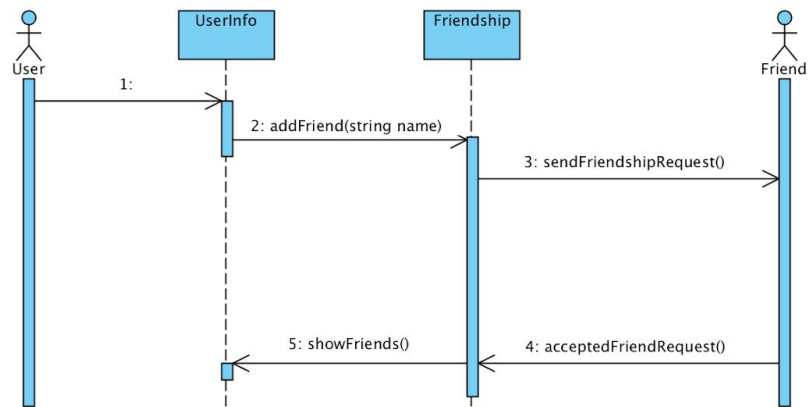 UserInfo
Friendship
User
Friend
1:
2: addFriend(string name)
3: sendFriendshipRequest()
5: showFriends()
4: acceptedFriendRequest()